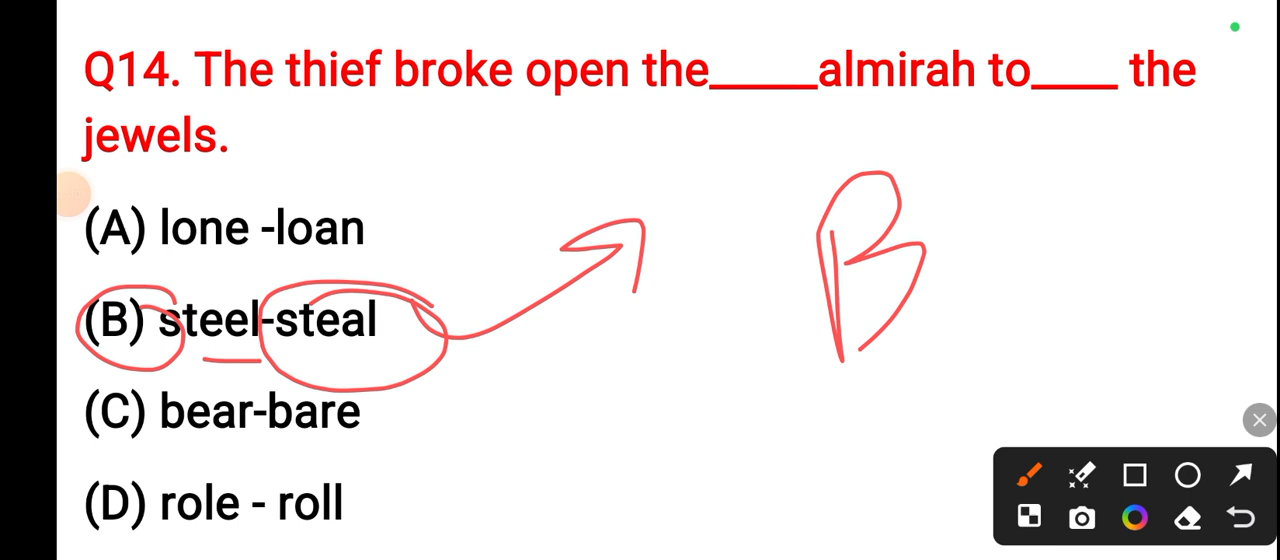 Q14. The thief broke open the_____almirah to____ the
jewels.
(A) lone -loan
(B) steel-steal
B
(C) bear-bare
(D) role - roll